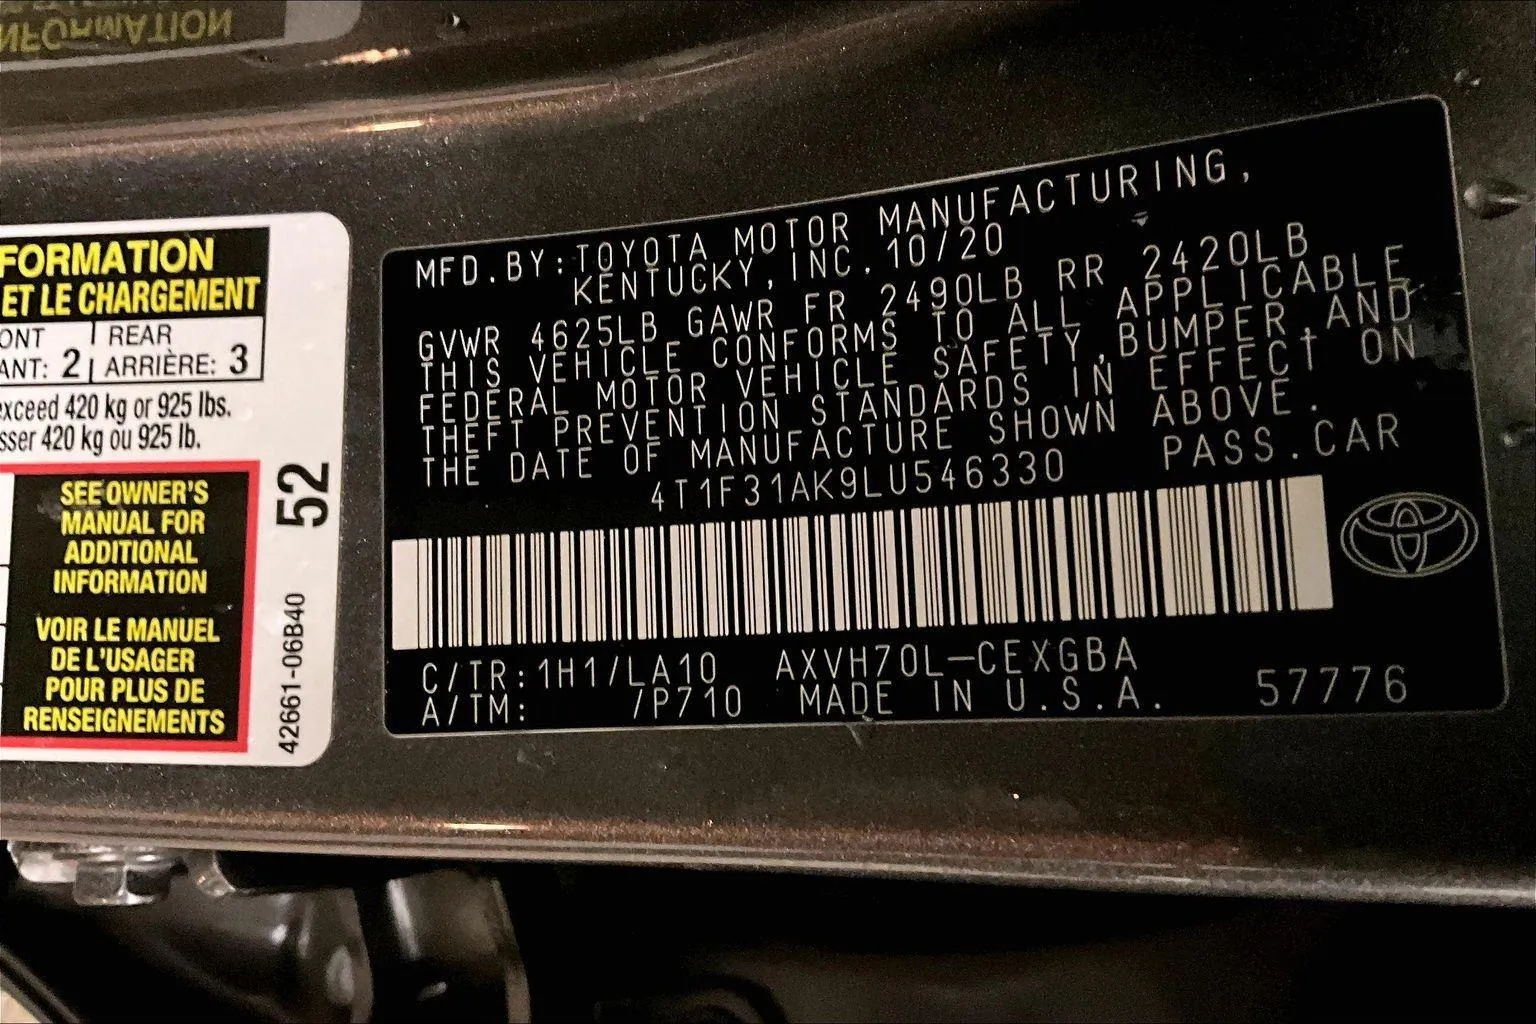 INFORMATION
FORMATION
ET LE CHARGEMENT
ONT REAR
ANT: 2 ARRIÈRE: 3
exceed 420 kg or 925 lbs.
sser 420 kg ou 925 lb.
SEE OWNER'S
MANUAL FOR
ADDITIONAL
INFORMATION
VOIR LE MANUEL
DE L'USAGER
POUR PLUS DE
RENSEIGNEMENTS
52
42661-06B40
MFD.BY:TOYOTA MOTOR MANUFACTURING,
KENTUCKY,INC.10/20
GVWR 4625LB GAWR FR 2490LB RR 2420LB
THIS VEHICLE CONFORMS TO ALL APPLICABLE
FEDERAL MOTOR VEHICLE SAFETY,BUMPER,AND
THEFT PREVENTION STANDARDS IN EFFECT ON
THE DATE OF MANUFACTURE SHOWN ABOVE.
4T1F31AK9LU546330 PASS.CAR
C/TR:1H1/LA10 AXVH70L-CEXGBA
A/TM: /P710 MADE IN U.S.A. 57776